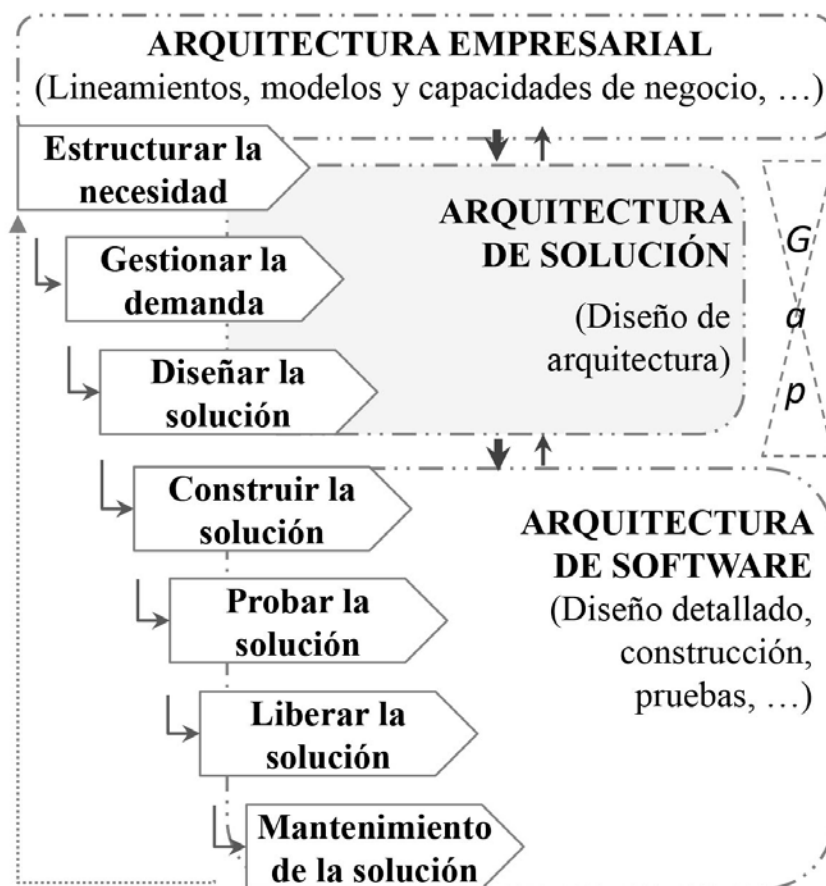 ARQUITECTURA EMPRESARIAL
(Lineamientos, modelos y capacidades de negocio, …)
Estructurar la
necesidad
ARQUITECTURA
DE SOLUCIÓN
(Diseño de
arquitectura)
G
a
p
Gestionar la
demanda
Diseñar la
solución
Construir la
solución
ARQUITECTURA
DE SOFTWARE
(Diseño detallado,
construcción,
pruebas, …)
Probar la
solución
Liberar la
solución
Mantenimiento
de la solución